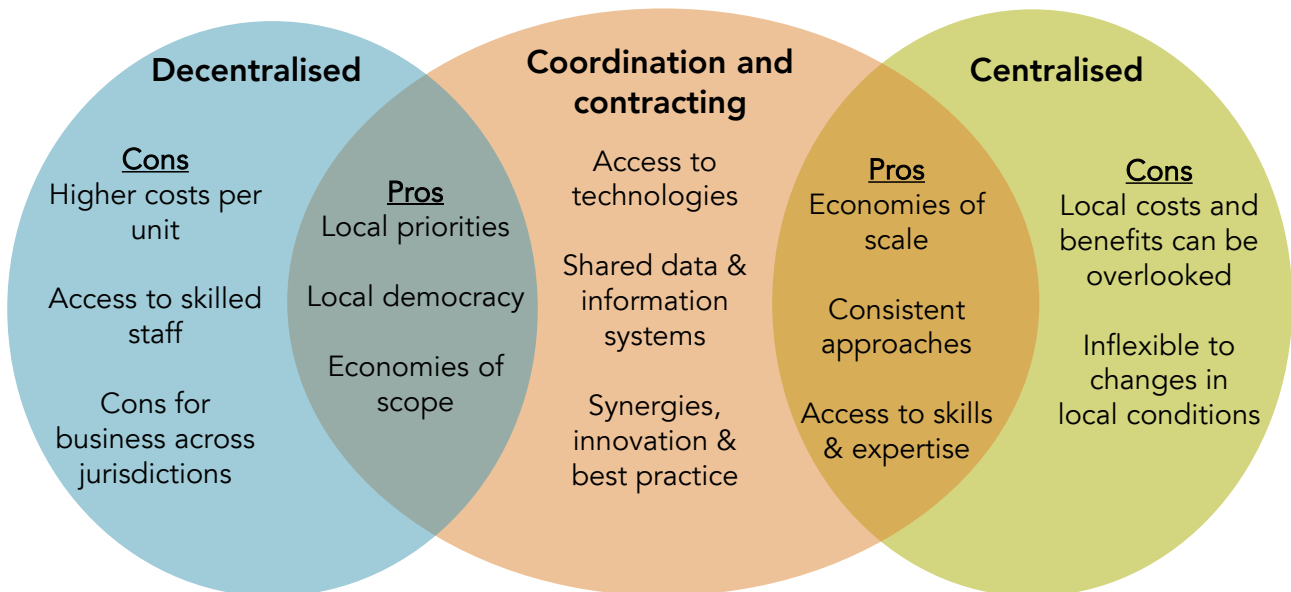 Decentralised
Cons
Higher costs per
unit
Access to skilled
staff
Cons for
business across
jurisdictions
Pros
Local priorities
Local democracy
Economies of
scope
Coordination and
contracting
Access to
technologies
Shared data &
information
systems
Synergies,
innovation &
best practice
Pros
Economies of
scale
Consistent
approaches
Access to skills
& expertise
Centralised
Cons
Local costs and
benefits can be
overlooked
Inflexible to
changes in
local conditions